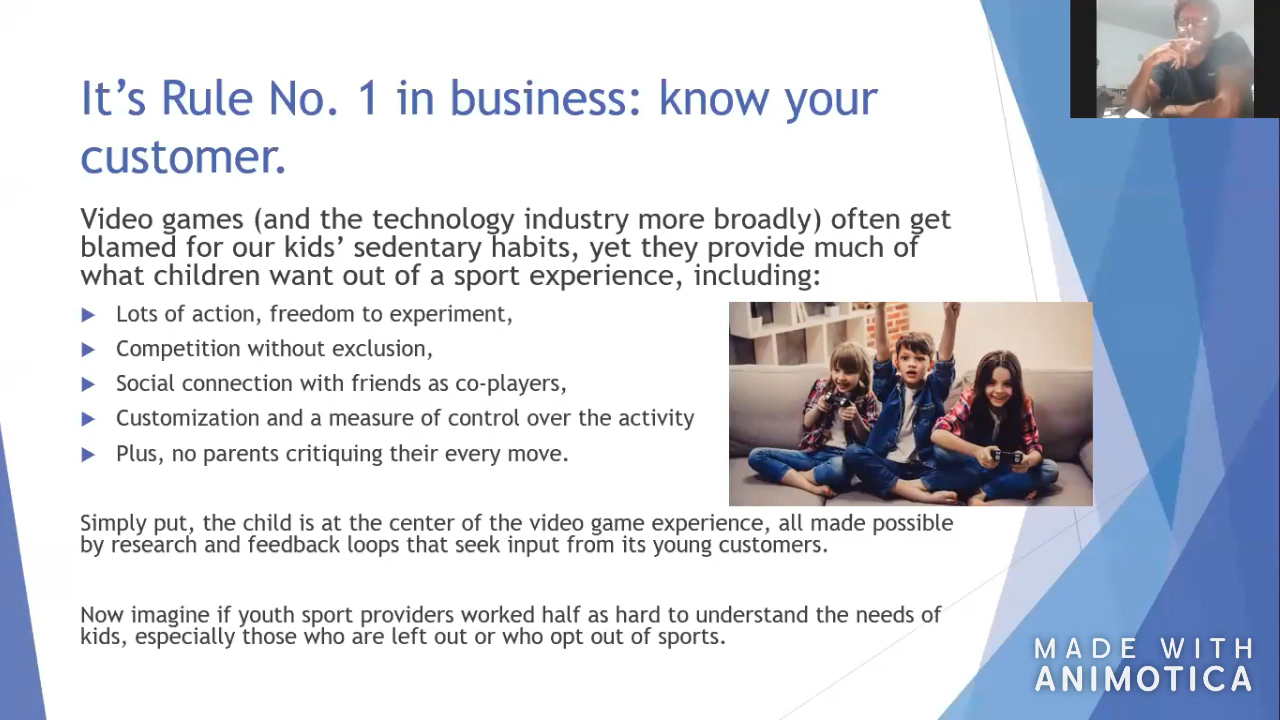 It’s Rule No. 1 in business: know your
customer.
Video games (and the technology industry more broadly) often get
blamed for our kids’ sedentary habits, yet they provide much of
what children want out of a sport experience, including:
Lots of action, freedom to experiment,
Competition without exclusion,
Social connection with friends as co-players,
Customization and a measure of control over the activity
Plus, no parents critiquing their every move.
Simply put, the child is at the center of the video game experience, all made possible
by research and feedback loops that seek input from its young customers.
Now imagine if youth sport providers worked half as hard to understand the needs of
kids, especially those who are left out or who opt out of sports.
MADE WITH
ANIMOTICA